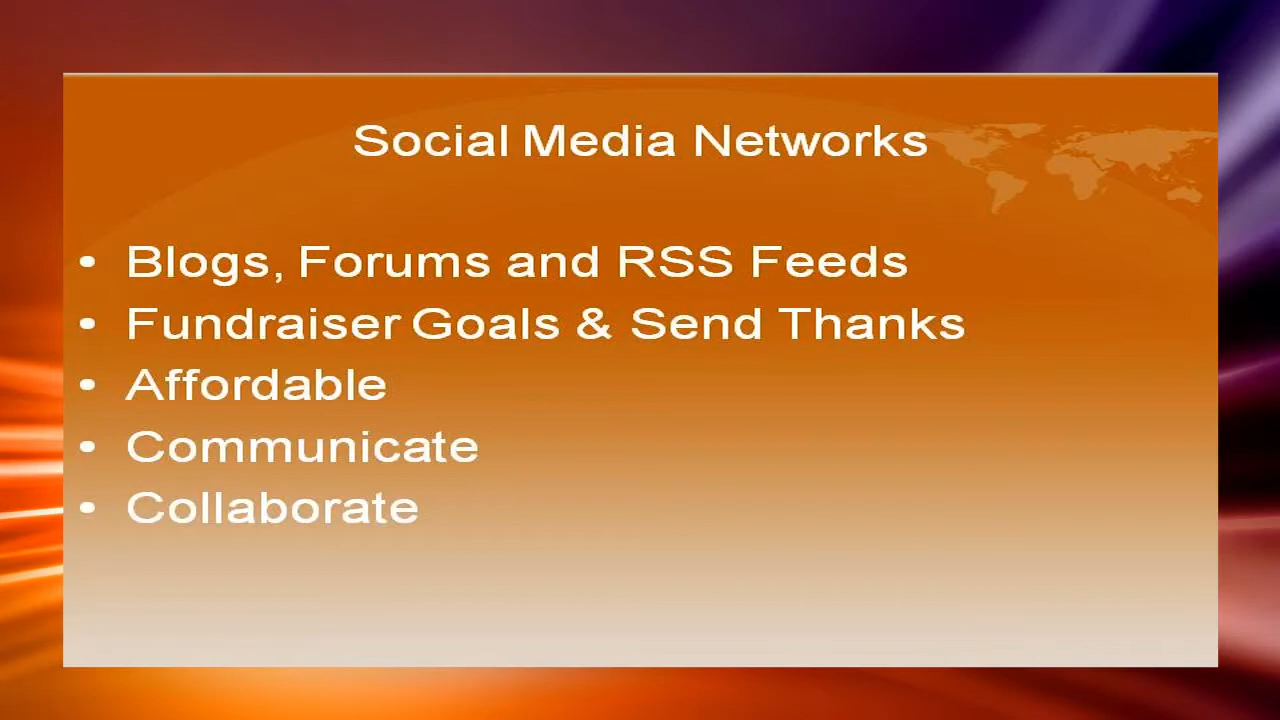 Social Media Networks
• Blogs, Forums and RSS Feeds
• Fundraiser Goals & Send Thanks
• Affordable
• Communicate
• Collaborate